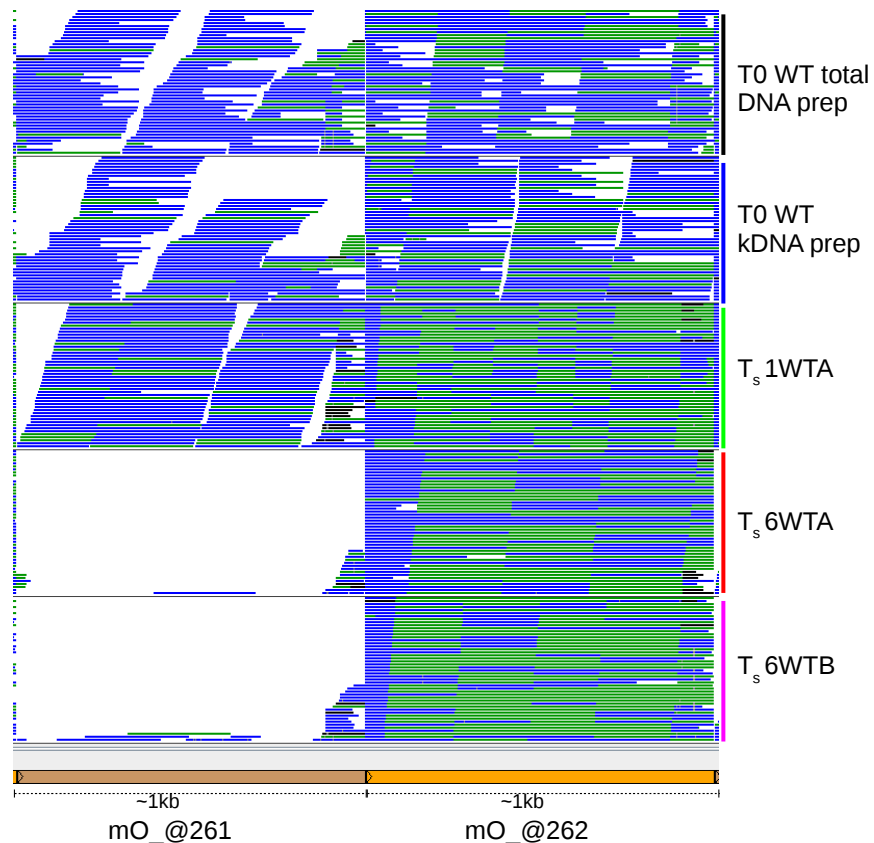 T0 WT total
DNA prep
T0 WT
kDNA prep
Ts 1WTA
Ts 6WTA
Ts 6WTB
~1kb ~1kb
mO_@261 mO_@262